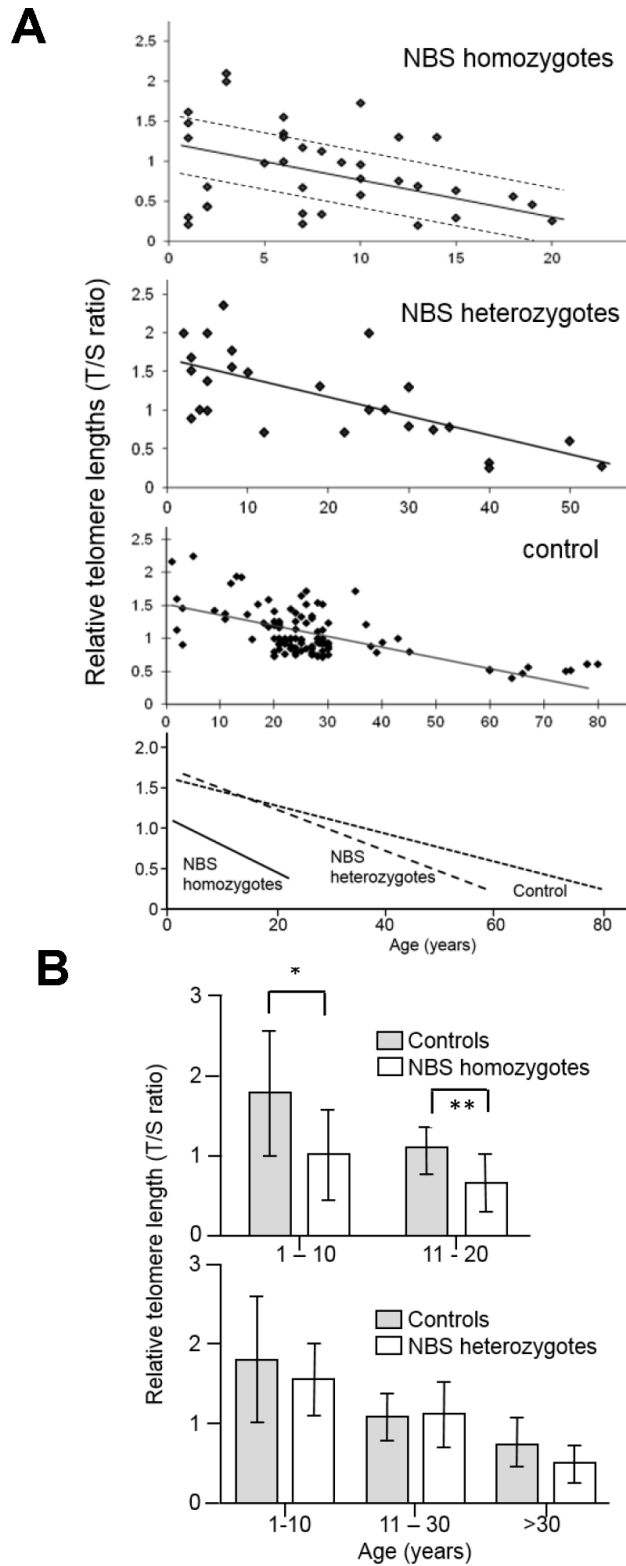 A
Relative telomere lengths (T/S ratio)
NBS homozygotes
2.5
2
1.5
1
0.5
0
0 5 10 15 20
NBS heterozygotes
2.5
2
1.5
1
0.5
0
0 10 20 30 40 50
control
2.5
2
1.5
1
0.5
0
0 10 20 30 40 50 60 70 80
2.0
1.5
1.0
0.5
0
NBS
homozygotes
NBS
heterozygotes
Control
0 20 40 60 80
Age (years)
B
Relative telomere length (T/S ratio)
3
2
1
0
*
Controls
NBS homozygotes
**
1 – 10 11 - 20
3
2
1
0
Controls
NBS heterozygotes
1-10 11 – 30 >30
Age (years)